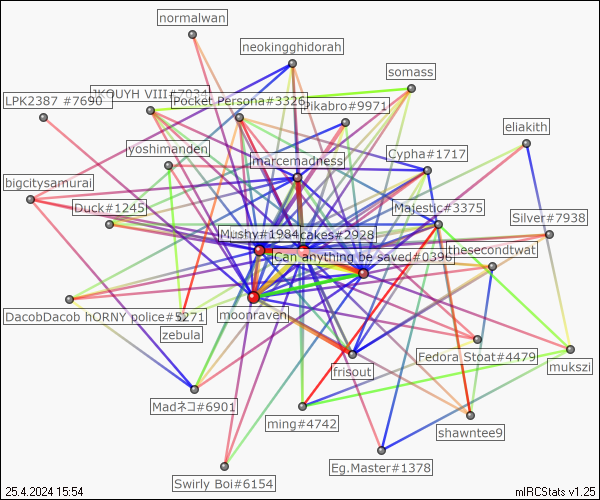 normalwan
neokingghidorah
somass
LPK2387 #7690
Pocket Persona#3326
Pikabro#9971
eliakith
yoshimanden
marcemadness
Cypha#1717
bigcitysamurai
Duck#1245
Majestic#3375
Silver#7938
Mushy#1984
cakes#2928
thesecondtwat
Can anything be saved#0390
DacobDacob hORNY police#5271
moonraven
zebula
Fedora Stoat#4479
frisout
mukszi
Madネコ#6901
ming#4742
shawntee9
Eg.Master#1378
Swirly Boi#6154
25.4.2024 15:54
mIRCStats v1.25